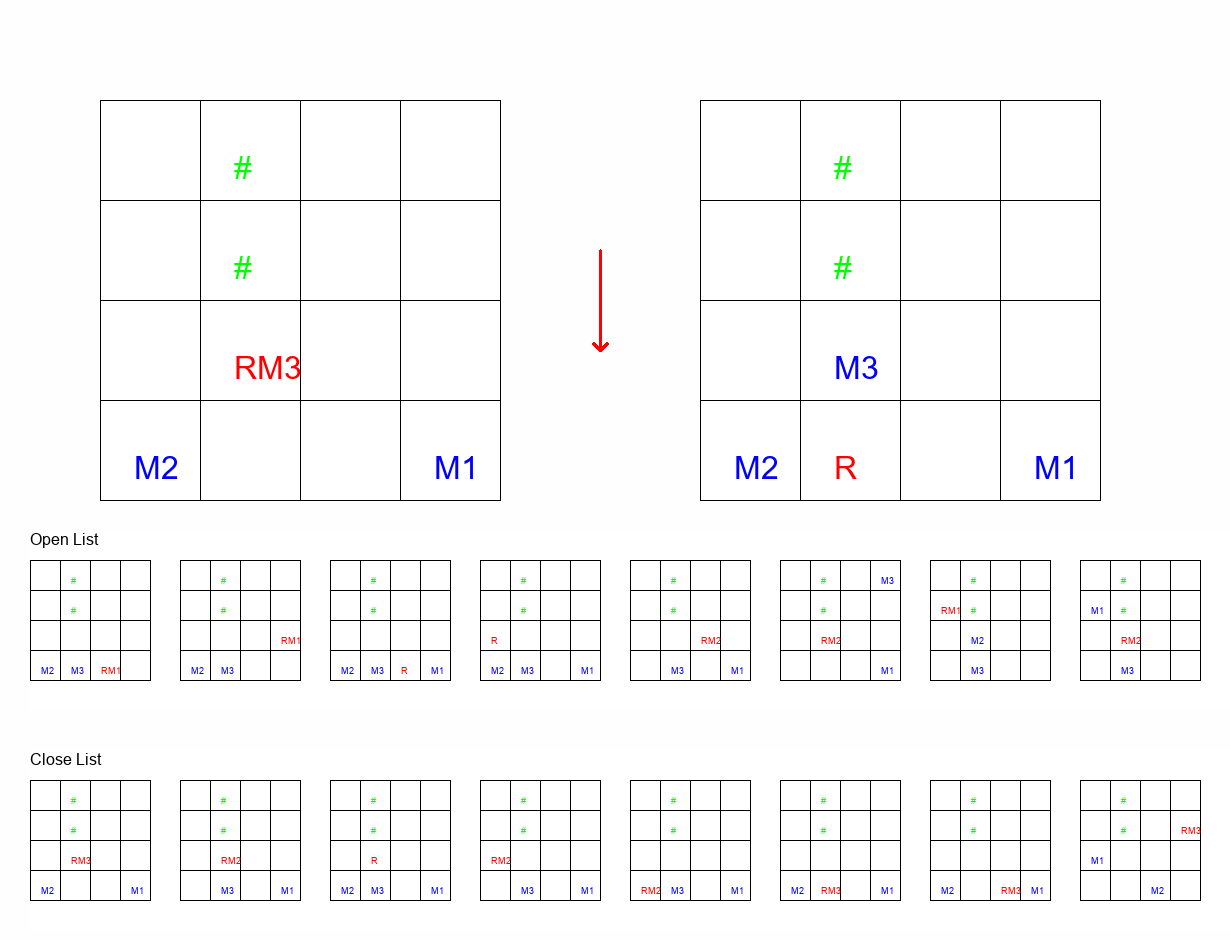 # #
# #
RM3 M3
M2 M1 M2 R M1
Open List
# # # # # # M3 # #
# # # # # # RM1 # M1 #
RM1 R RM2 RM2 M2 RM2
M2 M3 RM1 M2 M3 M2 M3 R M1 M2 M3 M1 M3 M1 M1 M3 M3
Close List
# # # # # # # #
# # # # # # # # RM3
RM3 RM2 R RM2 M1
M2 M1 M3 M1 M2 M3 M1 M3 M1 RM2 M3 M1 M2 RM3 M1 M2 RM3 M1 M2